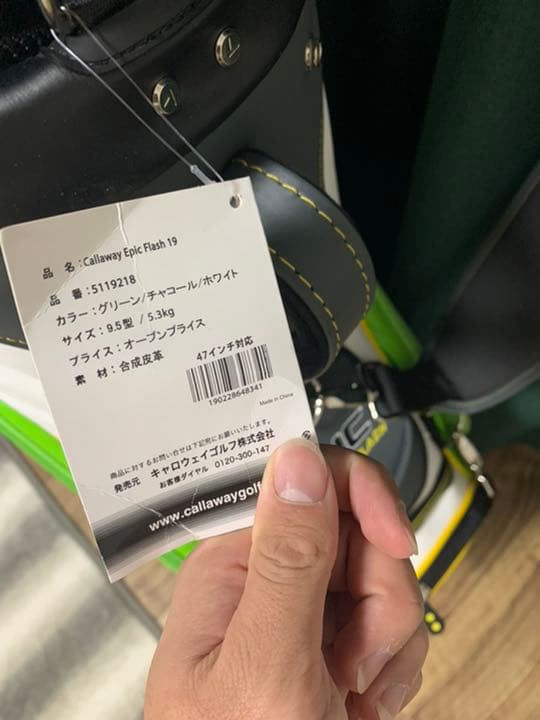 品 名:Callaway Epic Flash 19
品 番:5119218
カラー:グリーン/チャコール/ホワイト
サイズ:9.5型 / 5.3kg
プライス:オープンプライス
素 材:合成皮革
47インチ対応
190228648341
Made in China
商品に対するお問い合せは下記宛にお願いいたします。
発売元 キャロウェイゴルフ株式会社
お客様ダイヤル 0120-300-147
www.callawaygolf